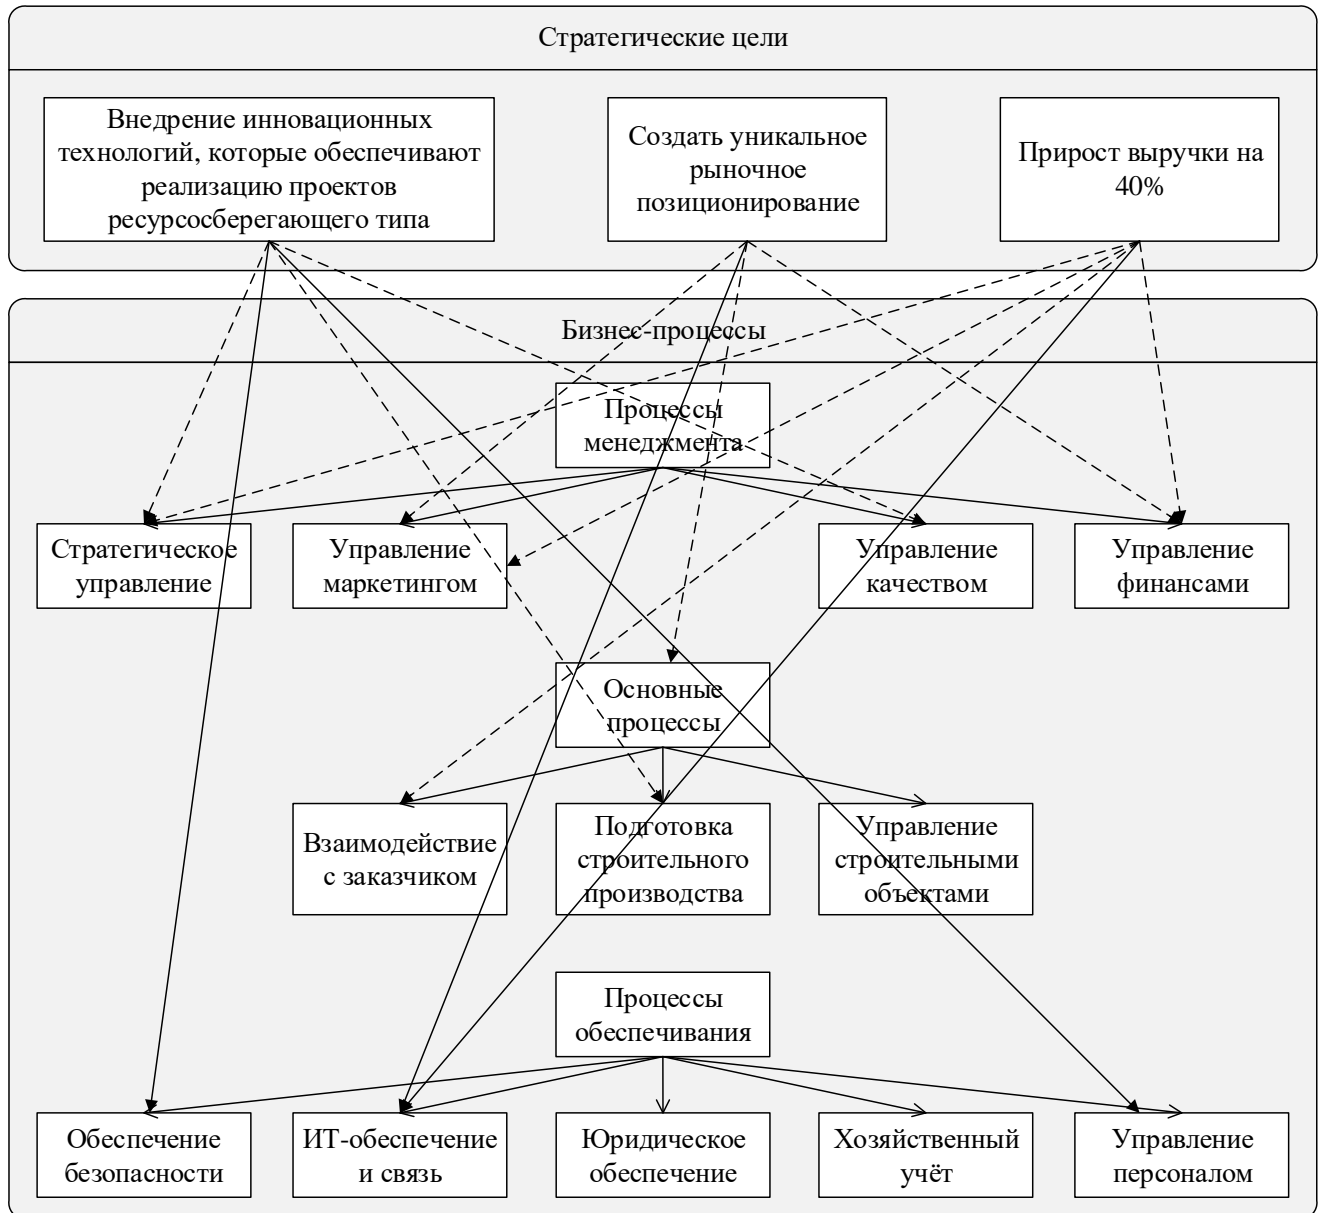 Стратегические цели
Внедрение инновационных
технологий, которые обеспечивают
реализацию проектов
ресурсосберегающего типа
Создать уникальное
рыночное
позиционирование
Прирост выручки на
40%
Бизнес-процессы
Процессы
менеджмента
Стратегическое
управление
Управление
маркетингом
Управление
качеством
Управление
финансами
Основные
процессы
Взаимодействие
с заказчиком
Подготовка
строительного
производства
Управление
строительными
объектами
Процессы
обеспечивания
Обеспечение
безопасности
ИТ-обеспечение
и связь
Юридическое
обеспечение
Хозяйственный
учёт
Управление
персоналом